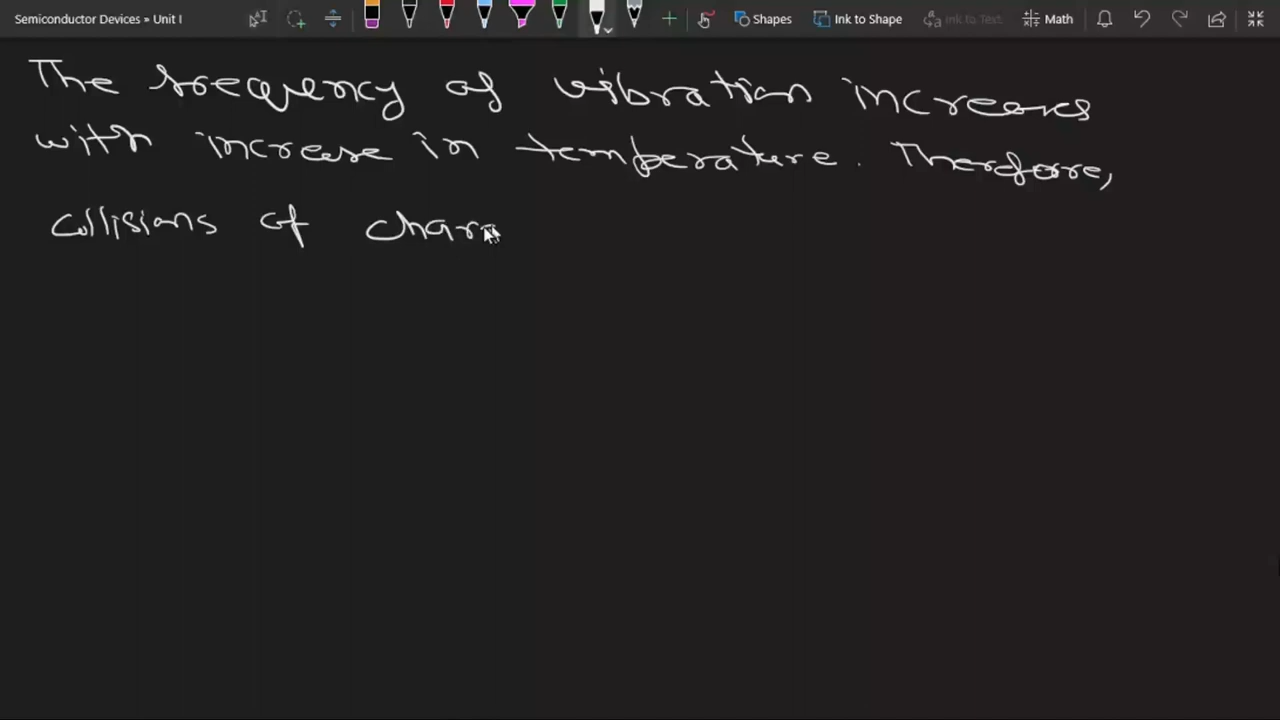 Semiconductor Devices » Unit I
Shapes
Ink to Shape
Ink to Text
Math
The frequency of vibration increases
with increase in temperature. Therefore,
collisions of char